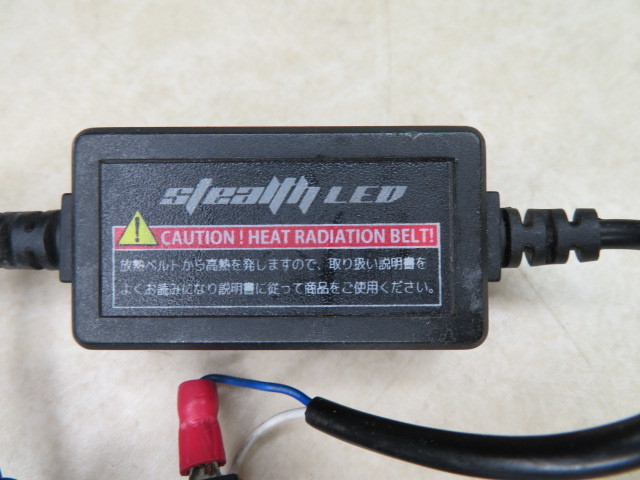 stealth LED
CAUTION ! HEAT RADIATION BELT!
放熱ベルトから高熱を発しますので、取り扱い説明書を
よくお読みになり説明書に従って商品をご使用ください。